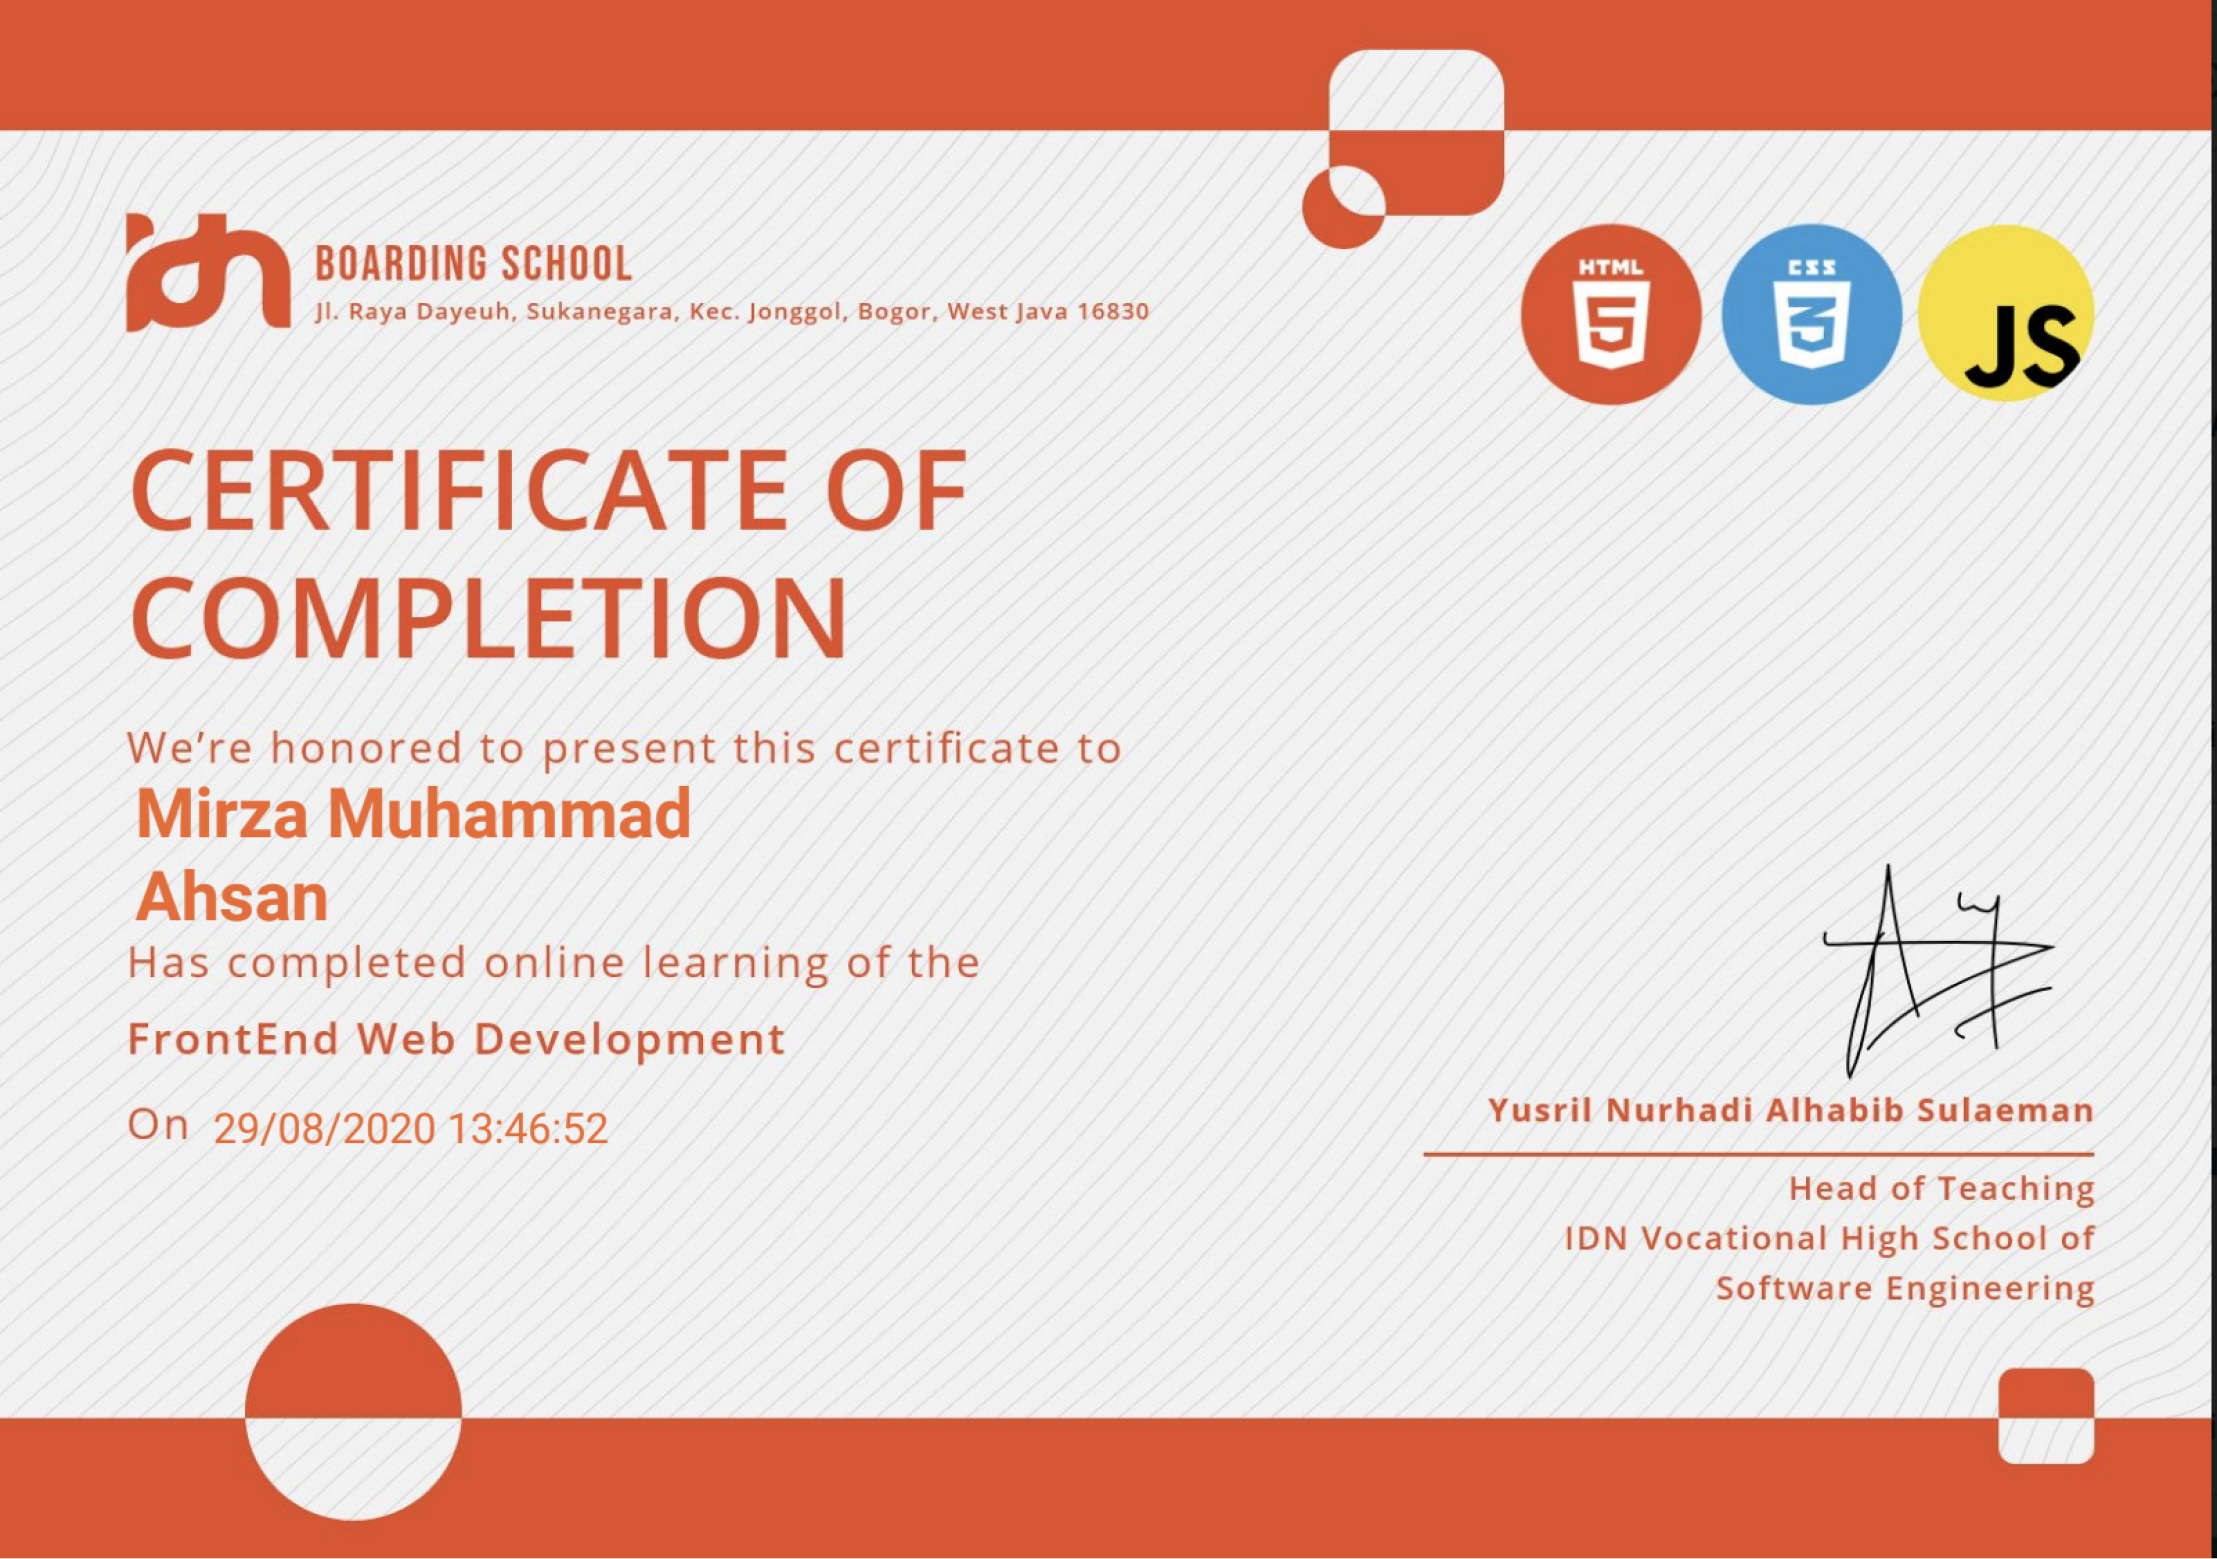 idn
BOARDING SCHOOL
Jl. Raya Dayeuh, Sukanegara, Kec. Jonggol, Bogor, West Java 16830
HTML
5
CSS
3
JS
CERTIFICATE OF
COMPLETION
We’re honored to present this certificate to
Mirza Muhammad
Ahsan
Has completed online learning of the
FrontEnd Web Development
On 29/08/2020 13:46:52
Yusril Nurhadi Alhabib Sulaeman
Head of Teaching
IDN Vocational High School of
Software Engineering